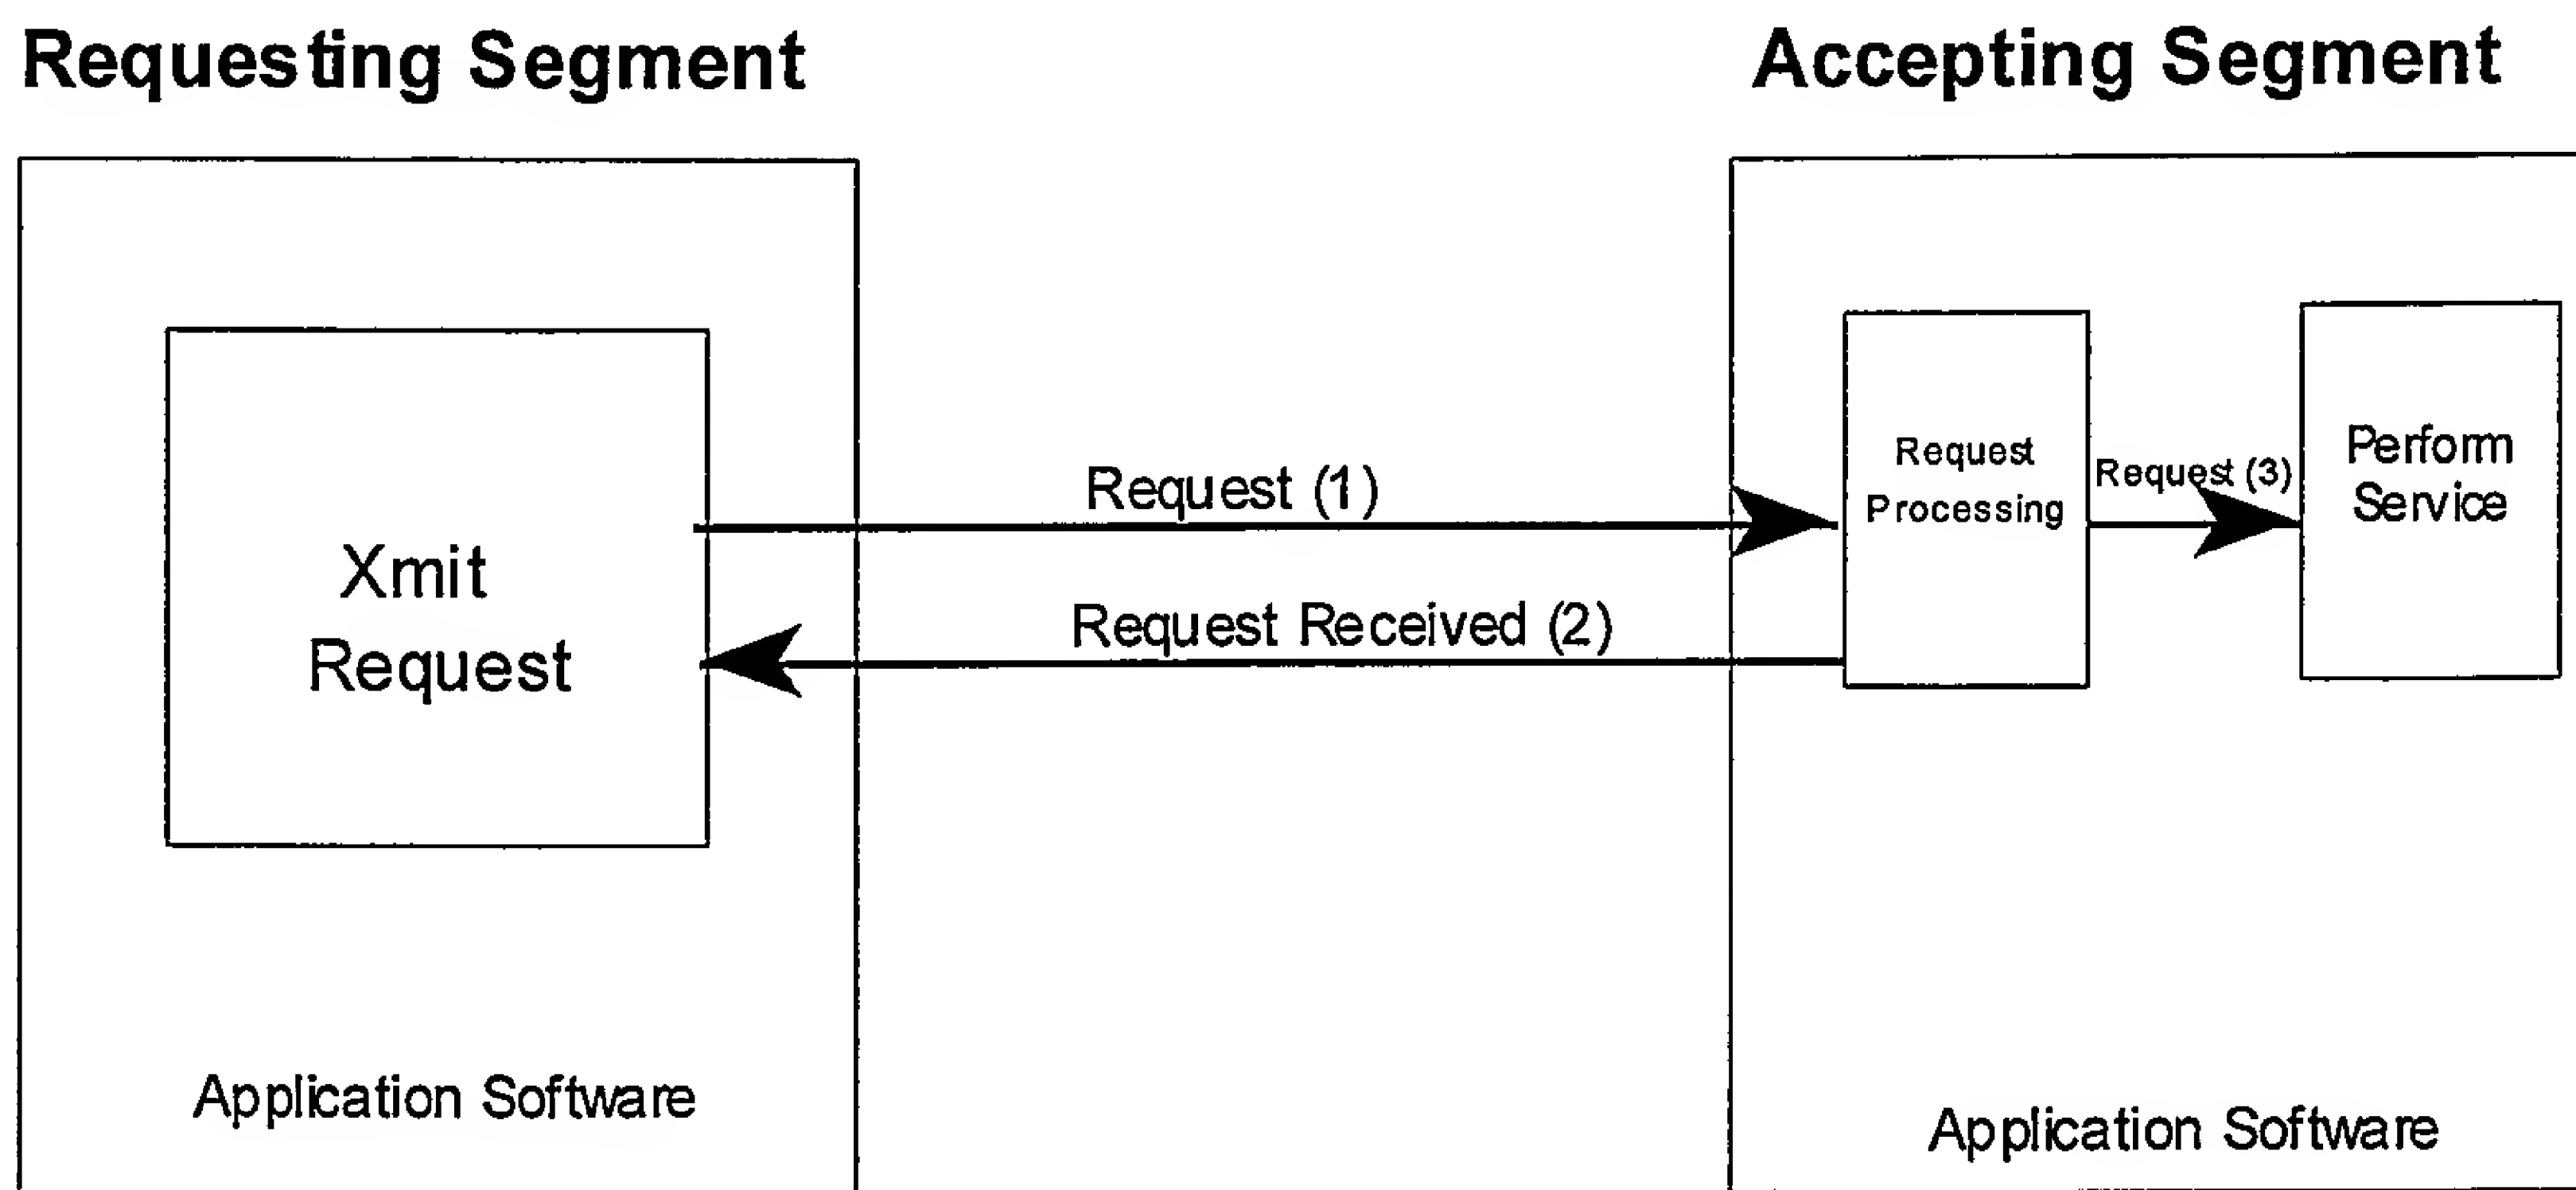 Requesting Segment
Accepting Segment
Xmit
Request
Request (1)
Request Received (2)
Request
Processing
Request (3)
Perform
Service
Application Software
Application Software